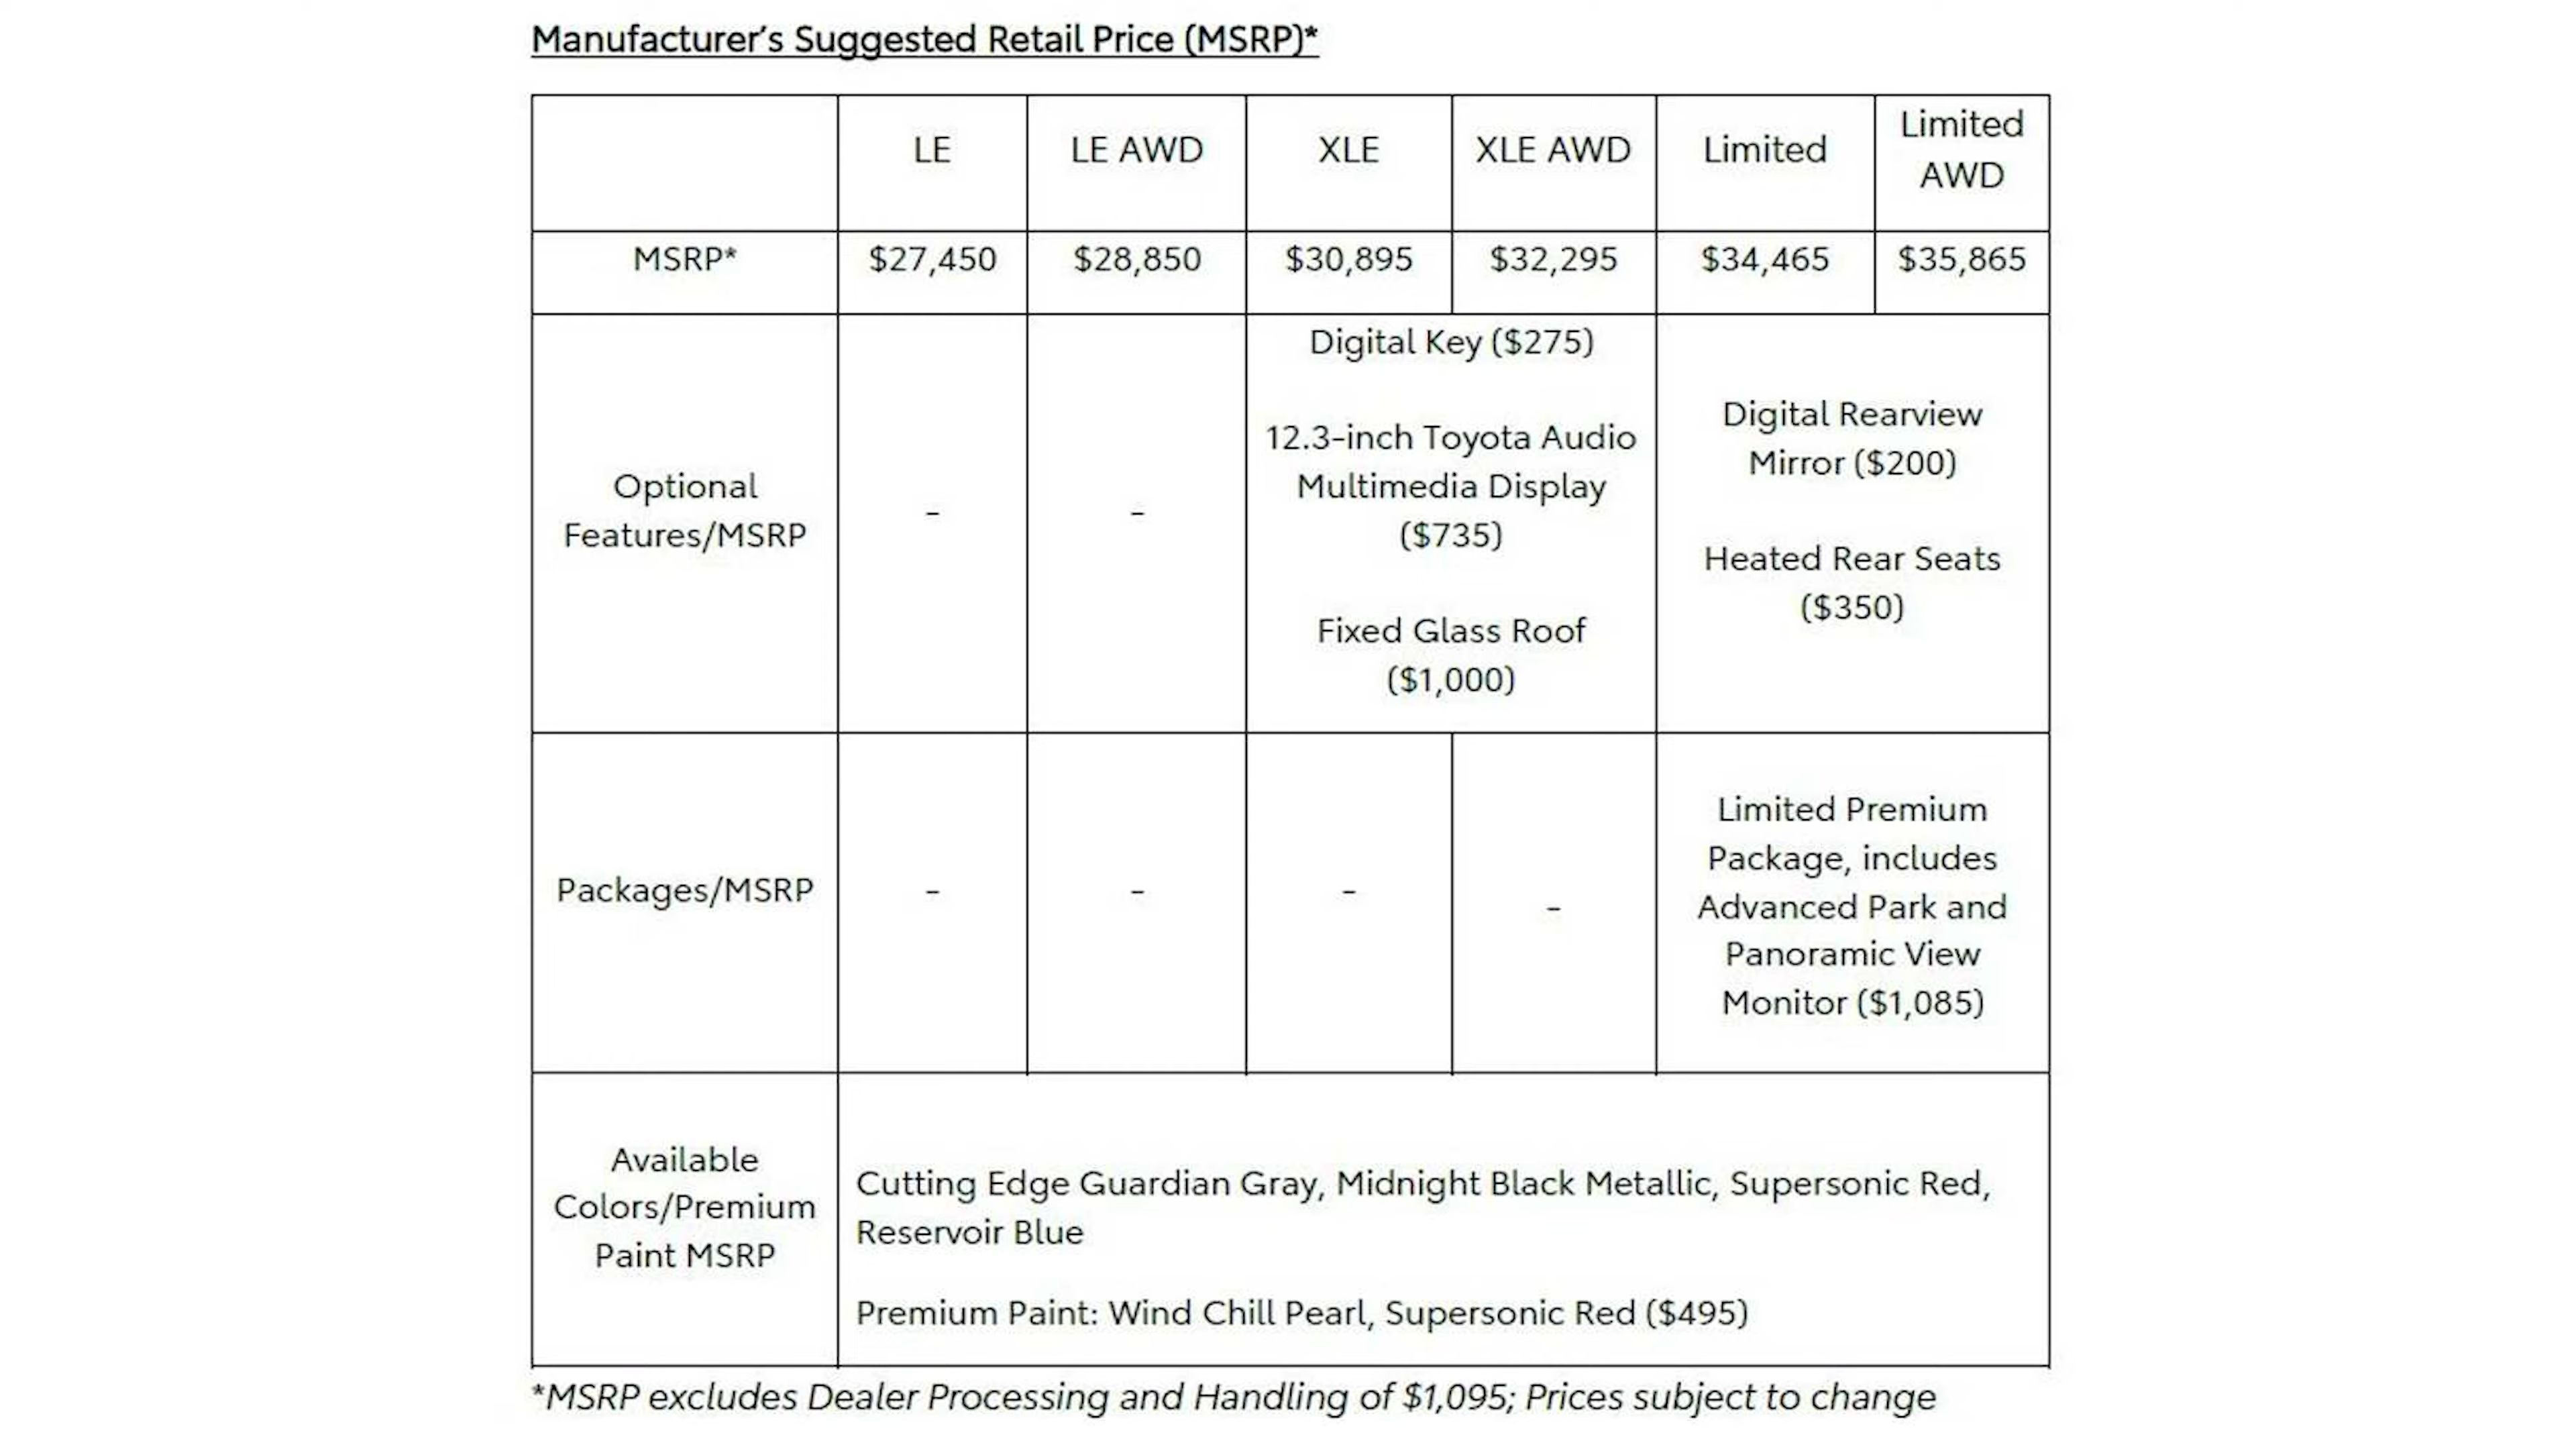 Manufacturer's Suggested Retail Price (MSRP)*
LE
LE AWD
XLE
XLE AWD
Limited
Limited
AWD
MSRP*
$27,450
$28,850
$30,895
$32,295
$34,465
$35,865
Optional
Features/MSRP
-
-
Digital Key ($275)
12.3-inch Toyota Audio
Multimedia Display
($735)
Fixed Glass Roof
($1,000)
Digital Rearview
Mirror ($200)
Heated Rear Seats
($350)
Packages/MSRP
-
-
-
-
Limited Premium
Package, includes
Advanced Park and
Panoramic View
Monitor ($1,085)
Available
Colors/Premium
Paint MSRP
Cutting Edge Guardian Gray, Midnight Black Metallic, Supersonic Red,
Reservoir Blue
Premium Paint: Wind Chill Pearl, Supersonic Red ($495)
*MSRP excludes Dealer Processing and Handling of $1,095; Prices subject to change